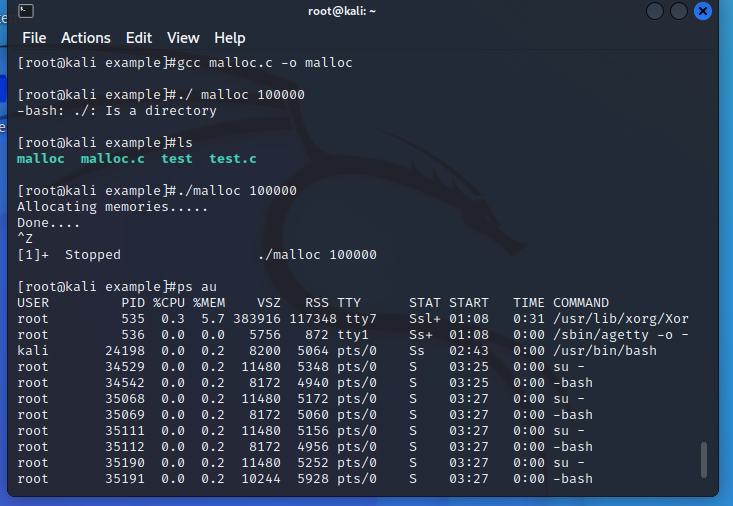 root@kali: ~
File Actions Edit View Help
[root@kali example]#gcc malloc.c -o malloc
[root@kali example]#./ malloc 100000
-bash: ./: Is a directory
[root@kali example]#ls
malloc malloc.c test test.c
[root@kali example]#./malloc 100000
Allocating memories.....
Done....
^Z
[1]+ Stopped ./malloc 100000
[root@kali example]#ps au
USER PID %CPU %MEM VSZ RSS TTY STAT START TIME COMMAND
root 535 0.3 5.7 383916 117348 tty7 Ssl+ 01:08 0:31 /usr/lib/xorg/Xor
root 536 0.0 0.0 5756 872 tty1 Ss+ 01:08 0:00 /sbin/agetty -o -
kali 24198 0.0 0.2 8200 5064 pts/0 Ss 02:43 0:00 /usr/bin/bash
root 34529 0.0 0.2 11480 5348 pts/0 S 03:25 0:00 su -
root 34542 0.0 0.2 8172 4940 pts/0 S 03:25 0:00 -bash
root 35068 0.0 0.2 11480 5172 pts/0 S 03:27 0:00 su -
root 35069 0.0 0.2 8172 5060 pts/0 S 03:27 0:00 -bash
root 35111 0.0 0.2 11480 5156 pts/0 S 03:27 0:00 su -
root 35112 0.0 0.2 8172 4956 pts/0 S 03:27 0:00 -bash
root 35190 0.0 0.2 11480 5252 pts/0 S 03:27 0:00 su -
root 35191 0.0 0.2 10244 5928 pts/0 S 03:27 0:00 -bash